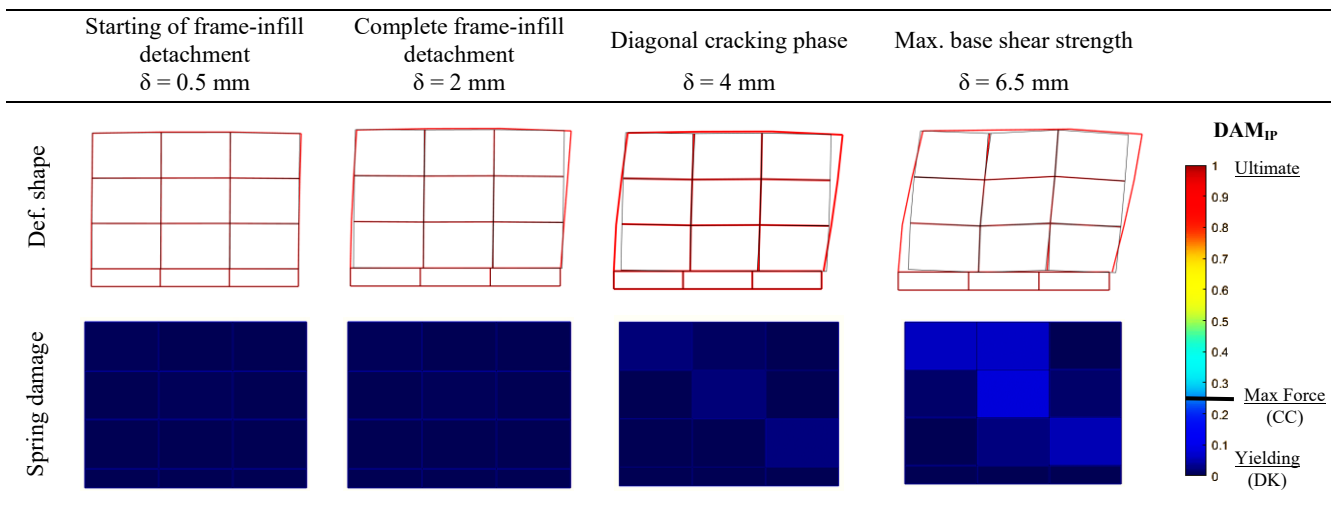 Starting of frame-infill
detachment
δ = 0.5 mm
Complete frame-infill
detachment
δ = 2 mm
Diagonal cracking phase
δ = 4 mm
Max. base shear strength
δ = 6.5 mm
Def. shape
Spring damage
DAM_IP
1
Ultimate
0.9
0.8
0.7
0.6
0.5
0.4
0.3
Max Force
(CC)
0.2
0.1
Yielding
(DK)
0